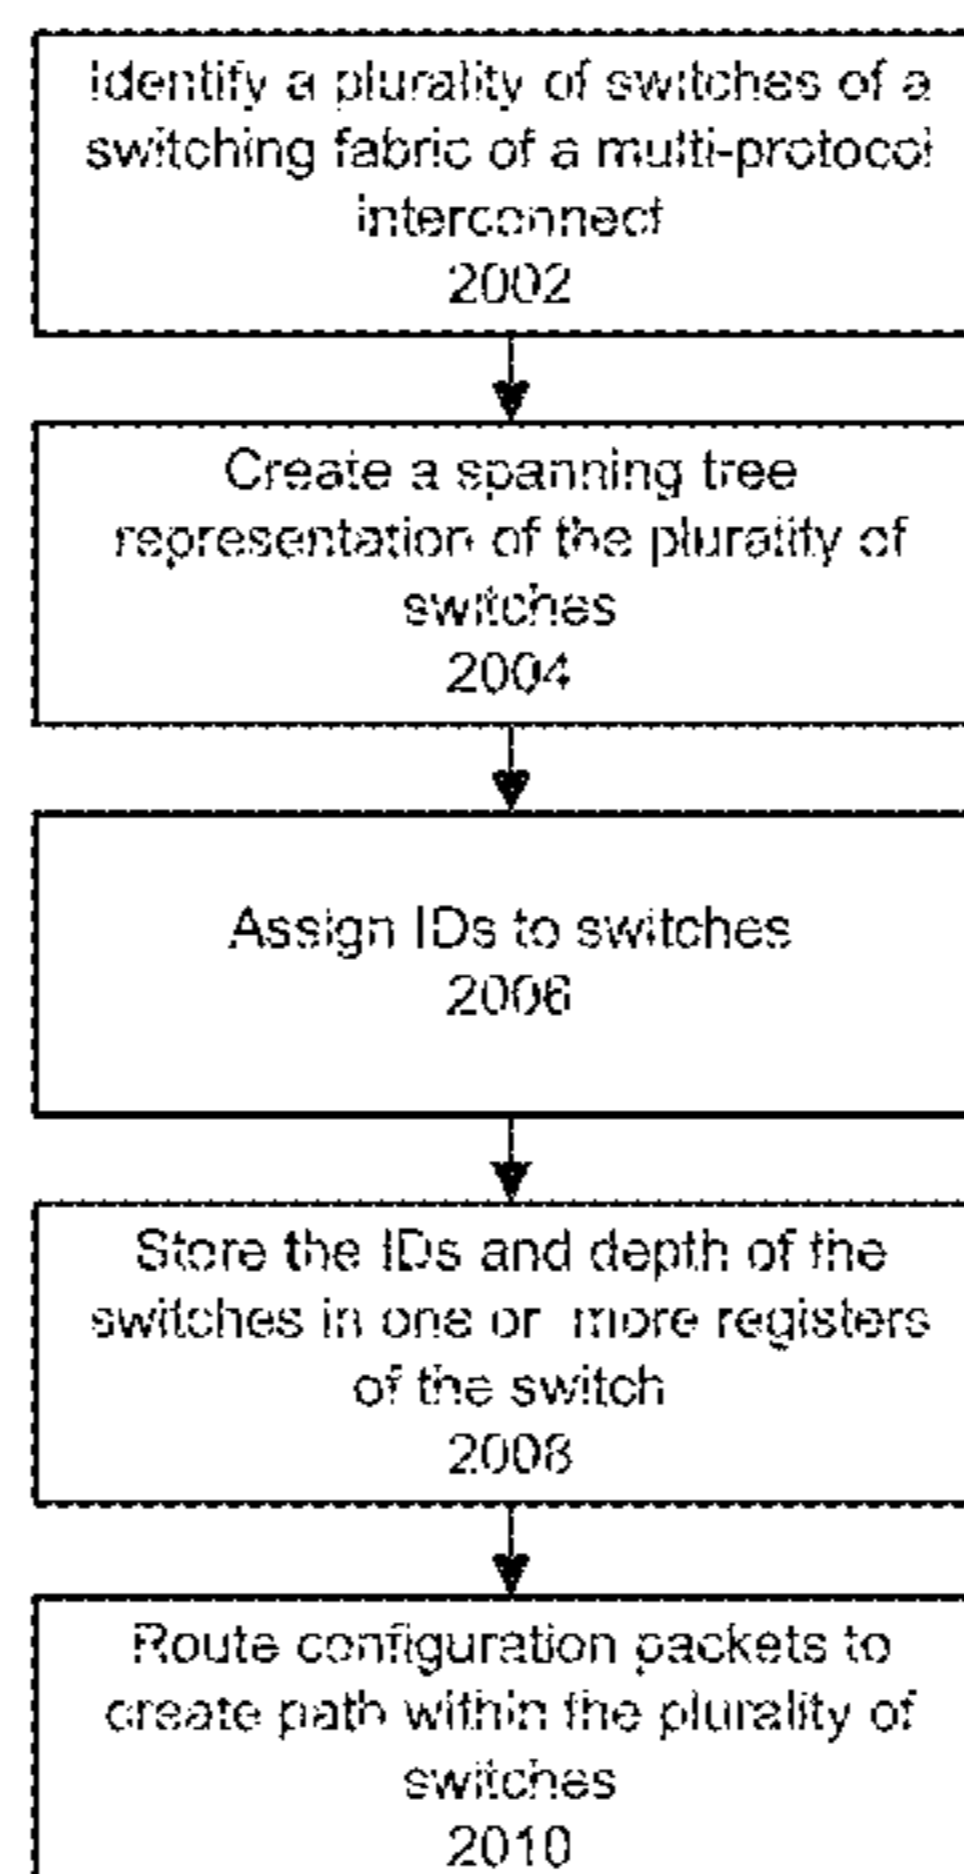 Identify a plurality of switches of a
switching fabric of a multi-protocol
interconnect
2002
Create a spanning tree
representation of the plurality of
switches
2004
Assign IDs to switches
2006
Store the IDs and depth of the
switches in one or more registers
of the switch
2008
Route configuration packets to
create path within the plurality of
switches
2010